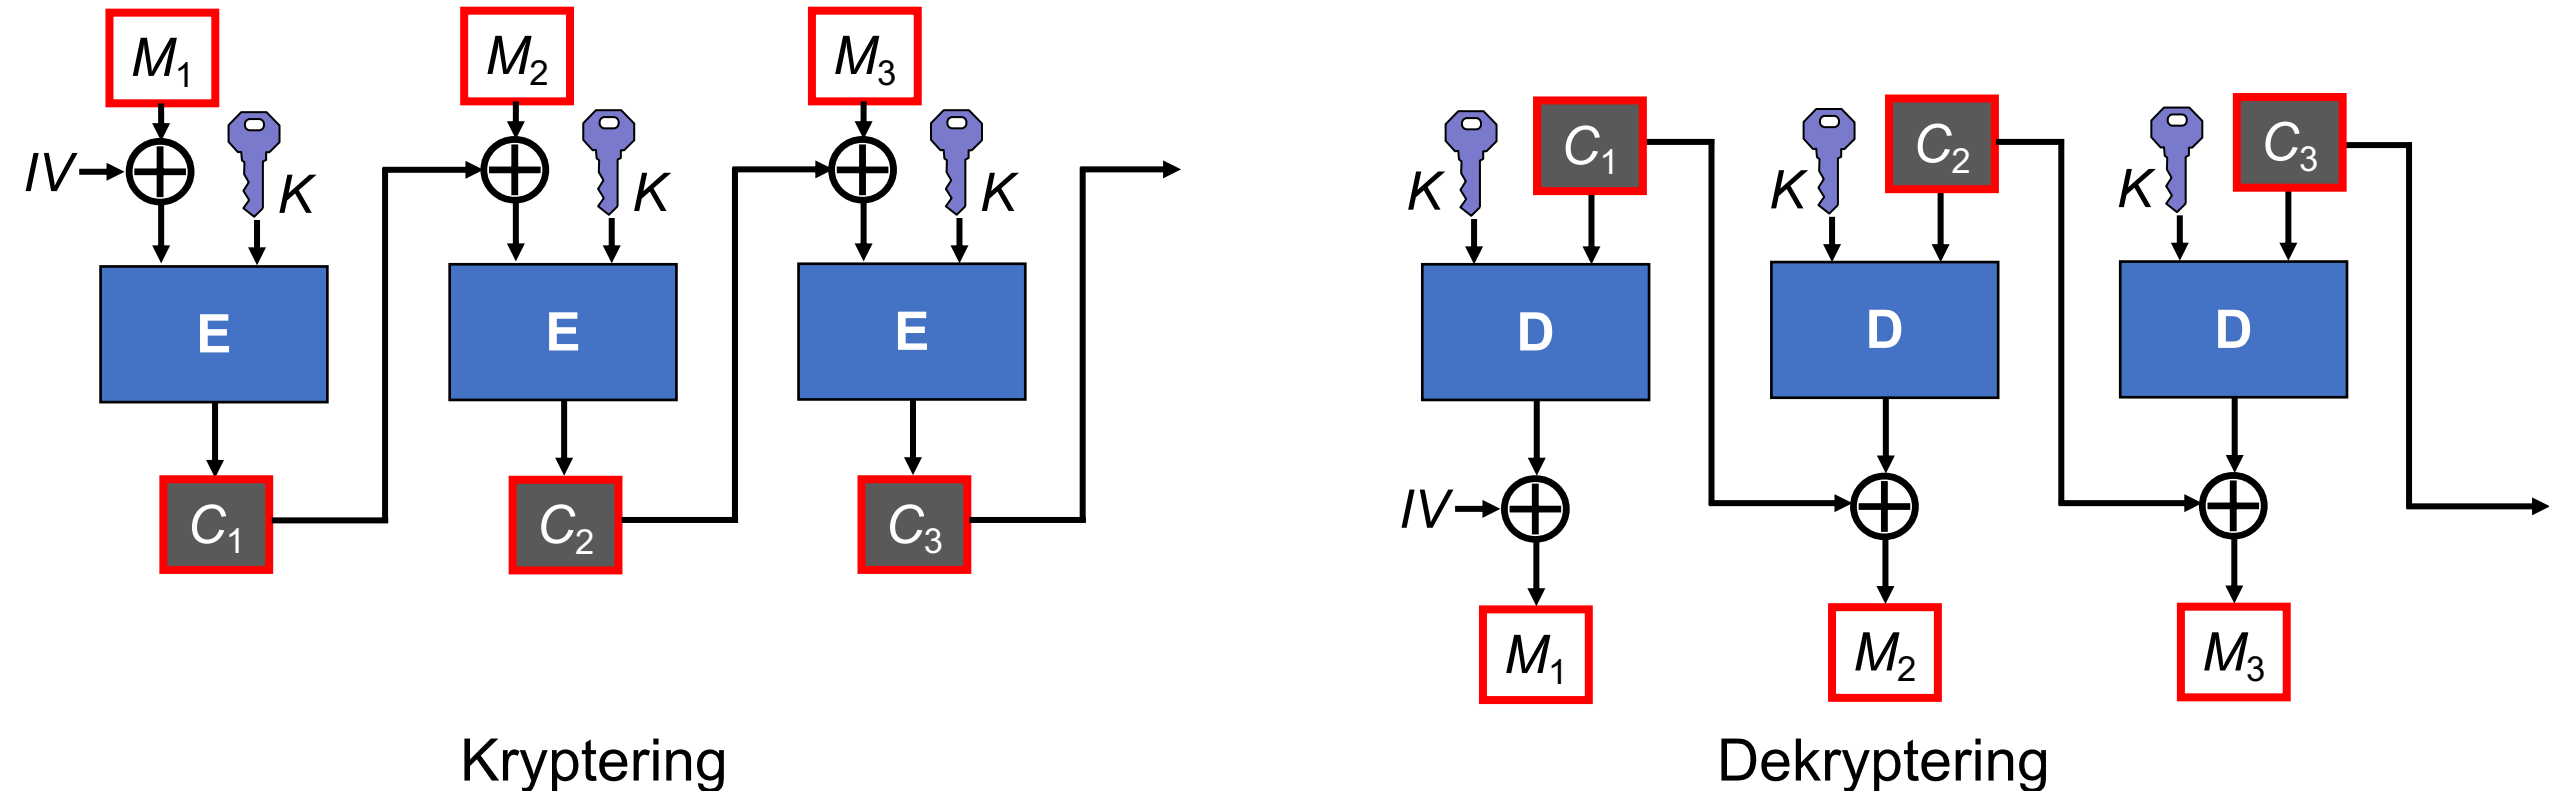 M1 M2 M3
IV K K K
E E E
C1 C2 C3
Kryptering
C1 C2 C3
K K K
D D D
IV
M1 M2 M3
Dekryptering